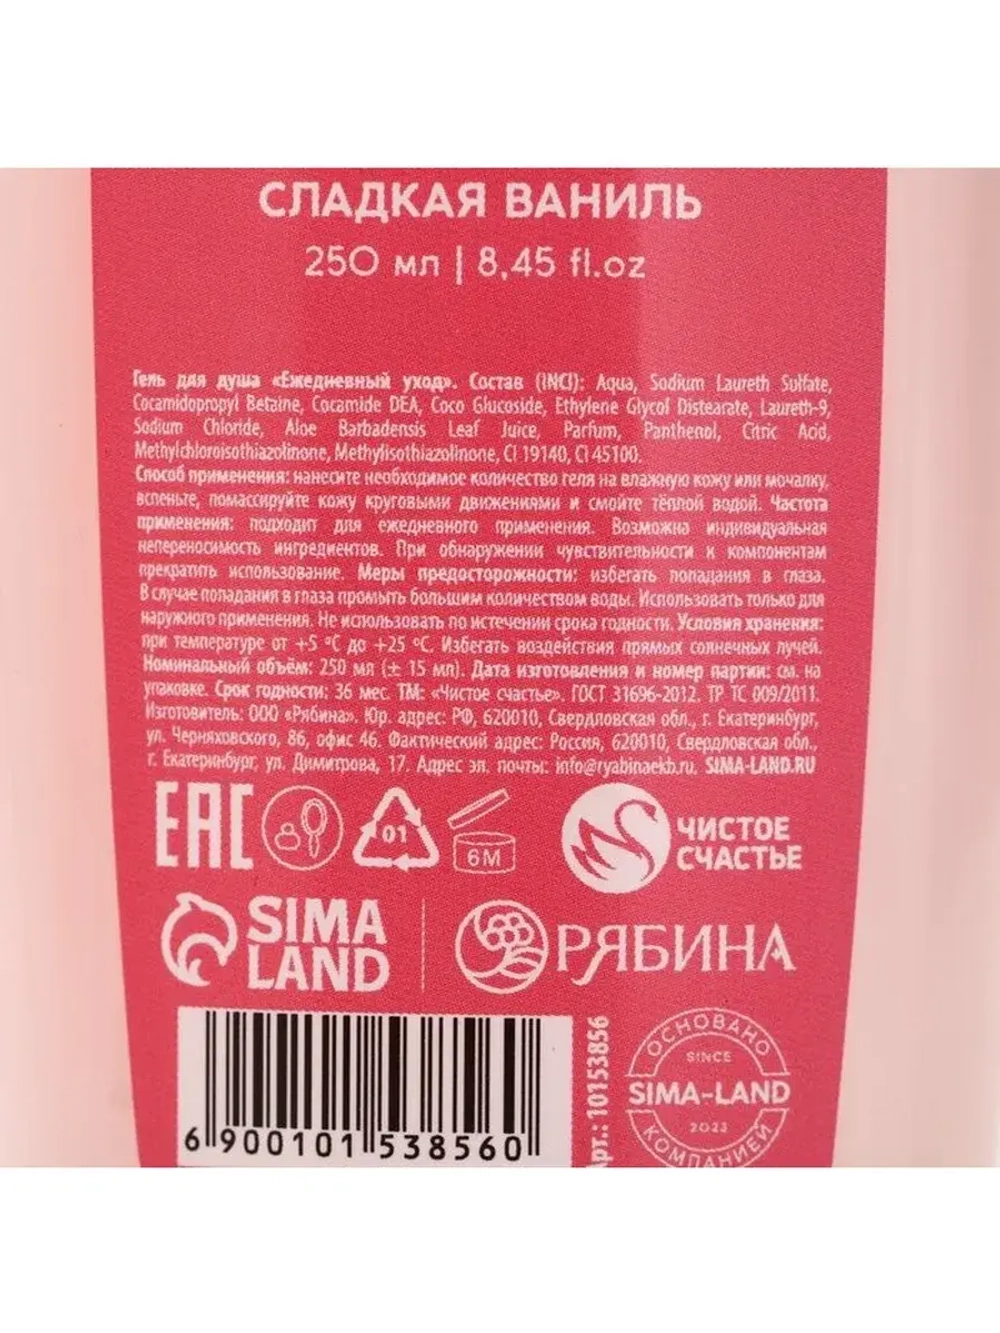 СЛАДКАЯ ВАНИЛЬ
250 мл | 8,45 fl.oz
Гель для душа «Ежедневный уход». Состав (INCI): Aqua, Sodium Laureth Sulfate,
Cocamidopropyl Betaine, Cocamide DEA, Coco Glucoside, Ethylene Glycol Distearate, Laureth-9,
Sodium Chloride, Aloe Barbadensis Leaf Juice, Parfum, Panthenol, Citric Acid,
Methylchloroisothiazolinone, Methylisothiazolinone, CI 19140, CI 45100.
Способ применения: нанесите необходимое количество геля на влажную кожу или мочалку,
вспеньте, помассируйте кожу круговыми движениями и смойте тёплой водой. Частота
применения: подходит для ежедневного применения. Возможна индивидуальная
непереносимость ингредиентов. При обнаружении чувствительности к компонентам
прекратить использование. Меры предосторожности: избегать попадания в глаза.
В случае попадания в глаза промыть большим количеством воды. Использовать только для
наружного применения. Не использовать по истечении срока годности. Условия хранения:
при температуре от +5 °C до +25 °C. Избегать воздействия прямых солнечных лучей.
Номинальный объём: 250 мл (± 15 мл). Дата изготовления и номер партии: см. на
упаковке. Срок годности: 36 мес. ТМ: «Чистое счастье». ГОСТ 31696-2012. ТР ТС 009/2011.
Изготовитель: ООО «Рябина». Юр. адрес: РФ, 620010, Свердловская обл., г. Екатеринбург,
ул. Черняховского, 86, офис 46. Фактический адрес: Россия, 620010, Свердловская обл.,
г. Екатеринбург, ул. Димитрова, 17. Адрес эл. почты: info@ryabinaekb.ru. SIMA-LAND.RU
EAC
01
6M
ЧИСТОЕ
СЧАСТЬЕ
SIMA
LAND
РЯБИНА
6 900101 538560
Арт.: 10153856
ОСНОВАНО
SINCE
SIMA-LAND
2023
КОМПАНИЕЙ